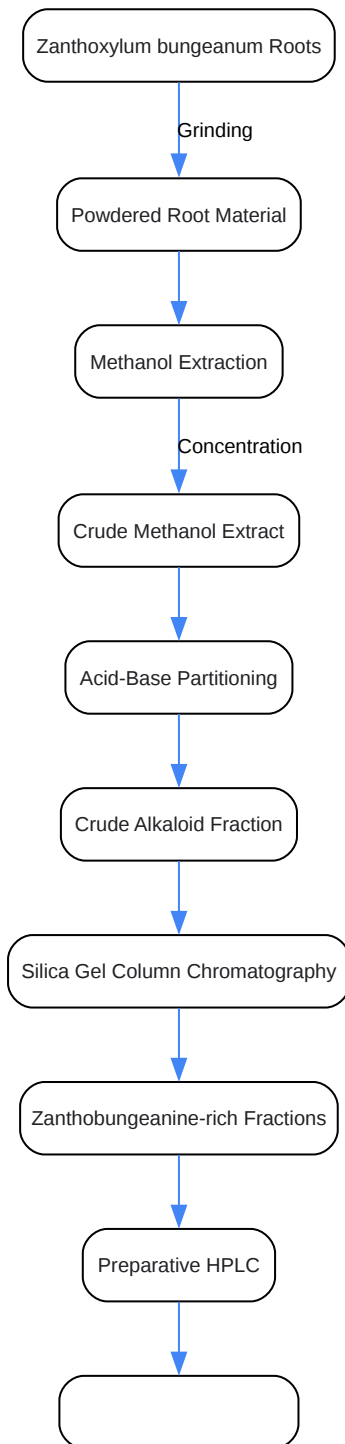 Zanthoxylum bungeanum Roots
Grinding
Powdered Root Material
Methanol Extraction
Concentration
Crude Methanol Extract
Acid-Base Partitioning
Crude Alkaloid Fraction
Silica Gel Column Chromatography
Zanthobungeanine-rich Fractions
Preparative HPLC